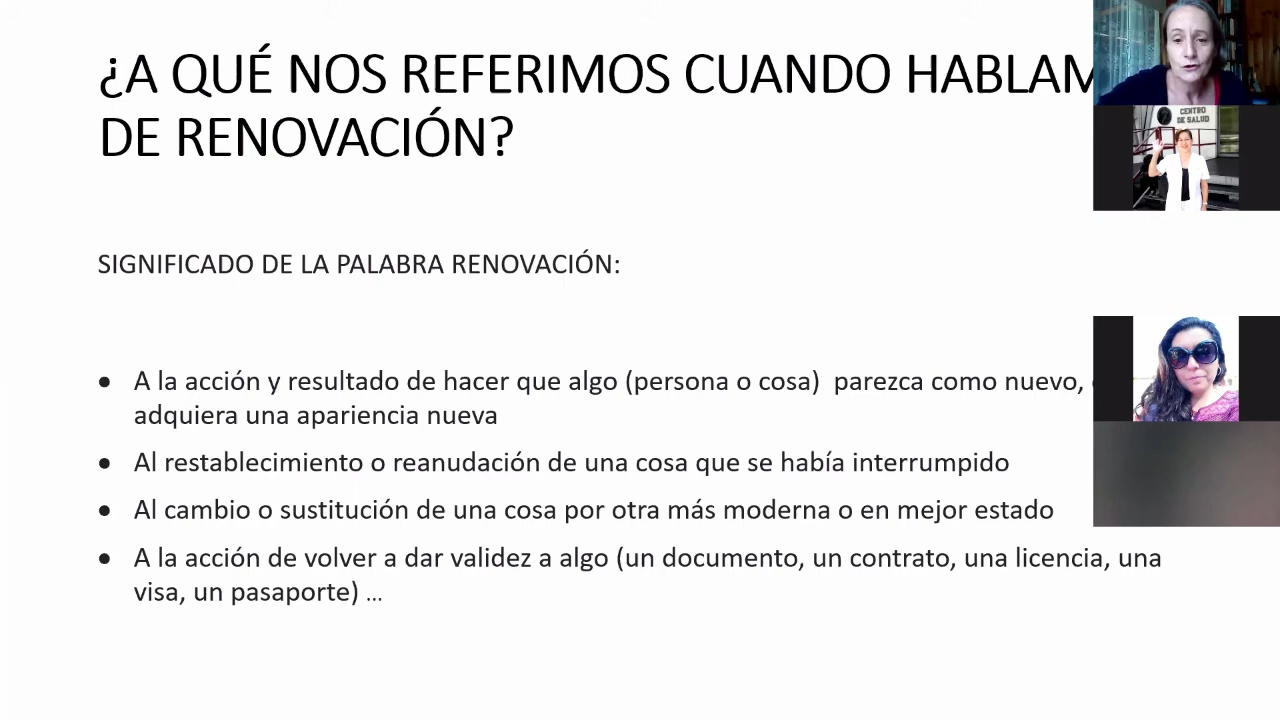 ¿A QUÉ NOS REFERIMOS CUANDO HABLAM
DE RENOVACIÓN?
CENTRO
DE SALUD
SIGNIFICADO DE LA PALABRA RENOVACIÓN:
• A la acción y resultado de hacer que algo (persona o cosa)  parezca como nuevo,
adquiera una apariencia nueva
• Al restablecimiento o reanudación de una cosa que se había interrumpido
• Al cambio o sustitución de una cosa por otra más moderna o en mejor estado
• A la acción de volver a dar validez a algo (un documento, un contrato, una licencia, una
visa, un pasaporte) ...